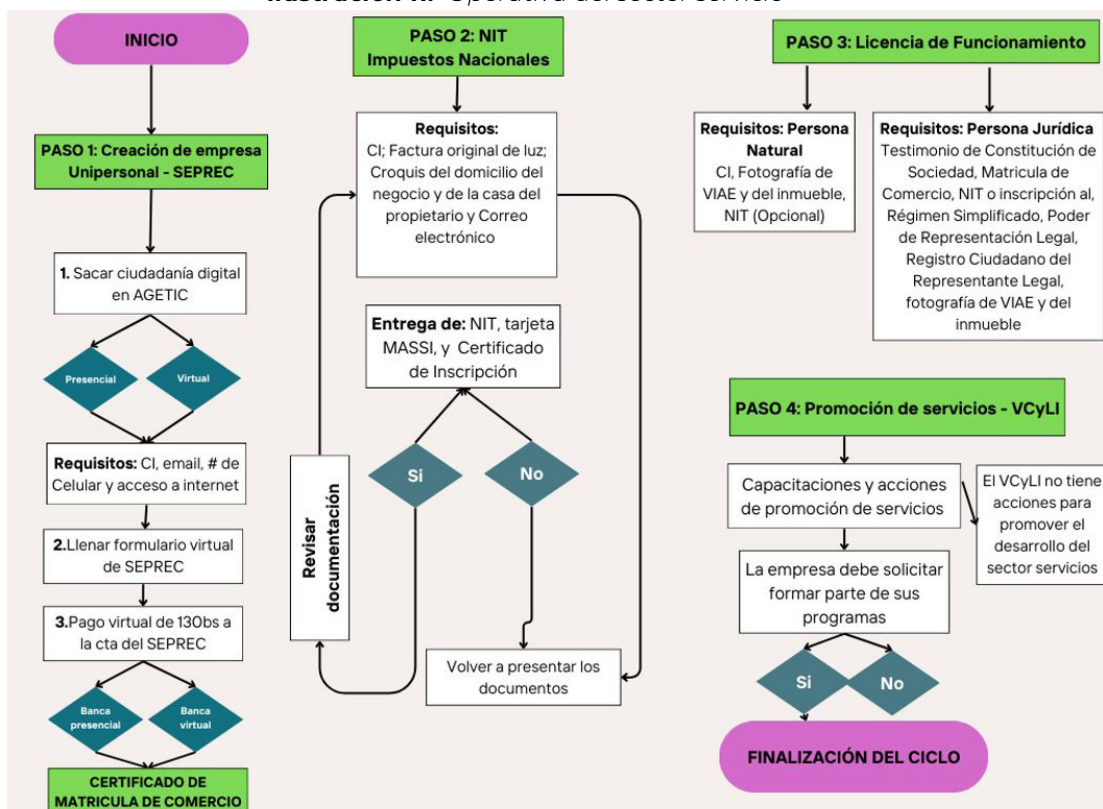 Operativa del sector servicio
INICIO
PASO 1: Creación de empresa
Unipersonal - SEPREC
1. Sacar ciudadanía digital
en AGETIC
Presencial
Virtual
Requisitos: CI, email, # de
Celular y acceso a internet
2.Llenar formulario virtual
de SEPREC
3.Pago virtual de 130bs a
la cta del SEPREC
Banca
presencial
Banca
virtual
CERTIFICADO DE
MATRICULA DE COMERCIO
PASO 2: NIT
Impuestos Nacionales
Requisitos:
CI; Factura original de luz;
Croquis del domicilio del
negocio y de la casa del
propietario y Correo
electrónico
Entrega de: NIT, tarjeta
MASSI, y Certificado
de Inscripción
Si
No
Revisar
documentación
Volver a presentar los
documentos
PASO 3: Licencia de Funcionamiento
Requisitos: Persona
Natural
CI, Fotografía de
VIAE y del inmueble,
NIT (Opcional)
Requisitos: Persona Jurídica
Testimonio de Constitución de
Sociedad, Matricula de
Comercio, NIT o inscripción al,
Régimen Simplificado, Poder
de Representación Legal,
Registro Ciudadano del
Representante Legal,
fotografía de VIAE y del
inmueble
PASO 4: Promoción de servicios - VCyLI
Capacitaciones y acciones
de promoción de servicios
El VCyLI no tiene
acciones para
promover el
desarrollo del
sector servicios
La empresa debe solicitar
formar parte de sus
programas
Si
No
FINALIZACIÓN DEL CICLO